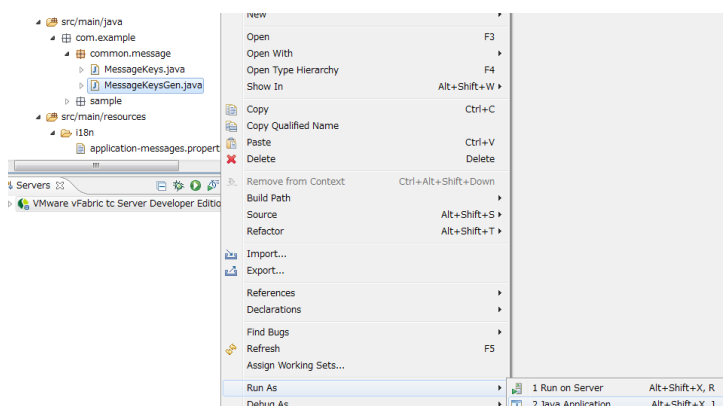 src/main/java
com.example
common.message
MessageKeys.java
MessageKeysGen.java
sample
src/main/resources
i18n
application-messages.propert
Servers
VMware vFabric tc Server Developer Editio
New
Open F3
Open With
Open Type Hierarchy F4
Show In Alt+Shift+W
Copy Ctrl+C
Copy Qualified Name
Paste Ctrl+V
Delete Delete
Remove from Context Ctrl+Alt+Shift+Down
Build Path
Source Alt+Shift+S
Refactor Alt+Shift+T
Import...
Export...
References
Declarations
Find Bugs
Refresh F5
Assign Working Sets...
Run As
Debug As
1 Run on Server Alt+Shift+X, R
2 Java Application Alt+Shift+X, J